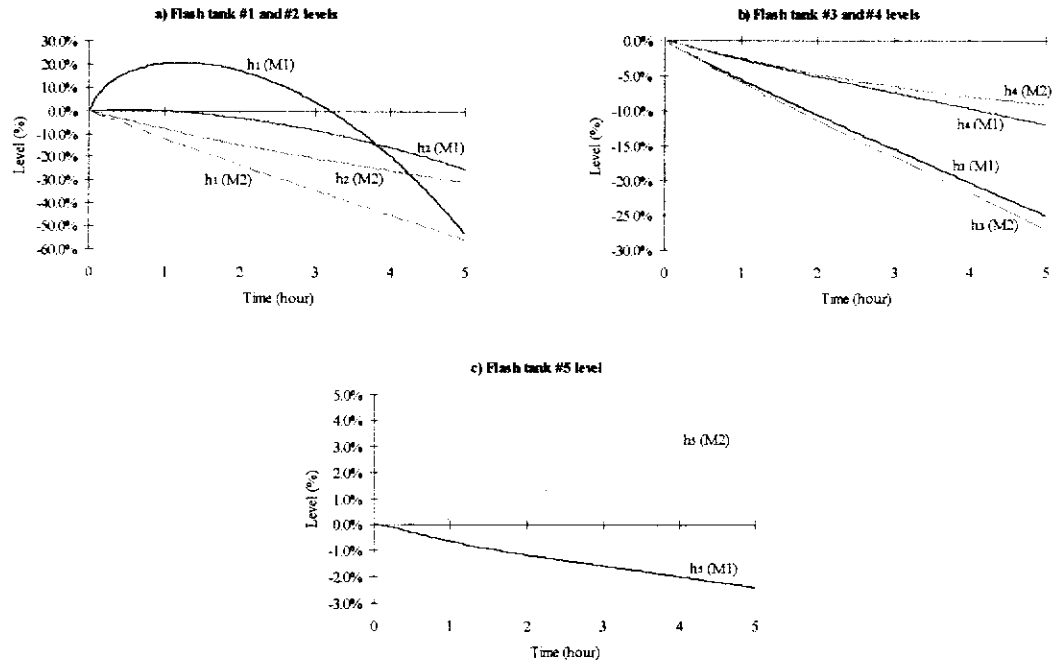 a) Flash tank #1 and #2 levels
30.0%
20.0%
10.0%
0.0%
-10.0%
-20.0%
-30.0%
-40.0%
-50.0%
-60.0%
Level (%)
h1 (M1)
h2 (M1)
h2 (M2)
h1 (M2)
0 1 2 3 4 5
Time (hour)
b) Flash tank #3 and #4 levels
0.0%
-5.0%
-10.0%
-15.0%
-20.0%
-25.0%
-30.0%
Level (%)
h4 (M2)
h4 (M1)
h3 (M1)
h3 (M2)
0 1 2 3 4 5
Time (hour)
c) Flash tank #5 level
5.0%
4.0%
3.0%
2.0%
1.0%
0.0%
-1.0%
-2.0%
-3.0%
Level (%)
h5 (M2)
h5 (M1)
0 1 2 3 4 5
Time (hour)